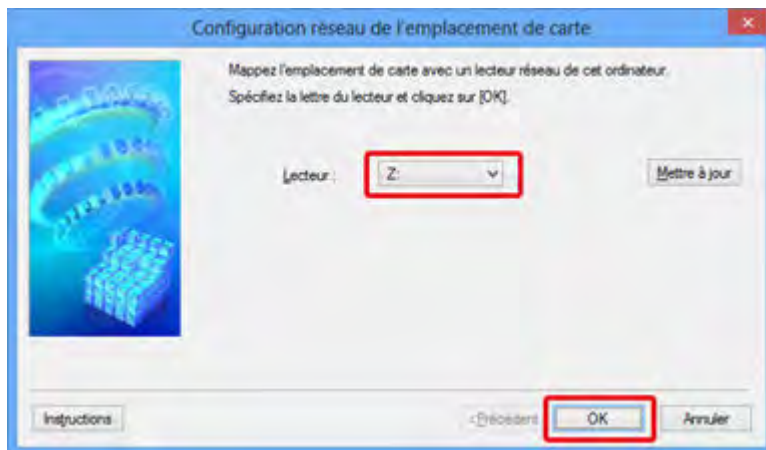 Configuration réseau de l'emplacement de carte
Mappez l'emplacement de carte avec un lecteur réseau de cet ordinateur.
Spécifiez la lettre du lecteur et cliquez sur [OK].
Lecteur : Z: Mettre à jour
Instructions <Précédent OK Annuler